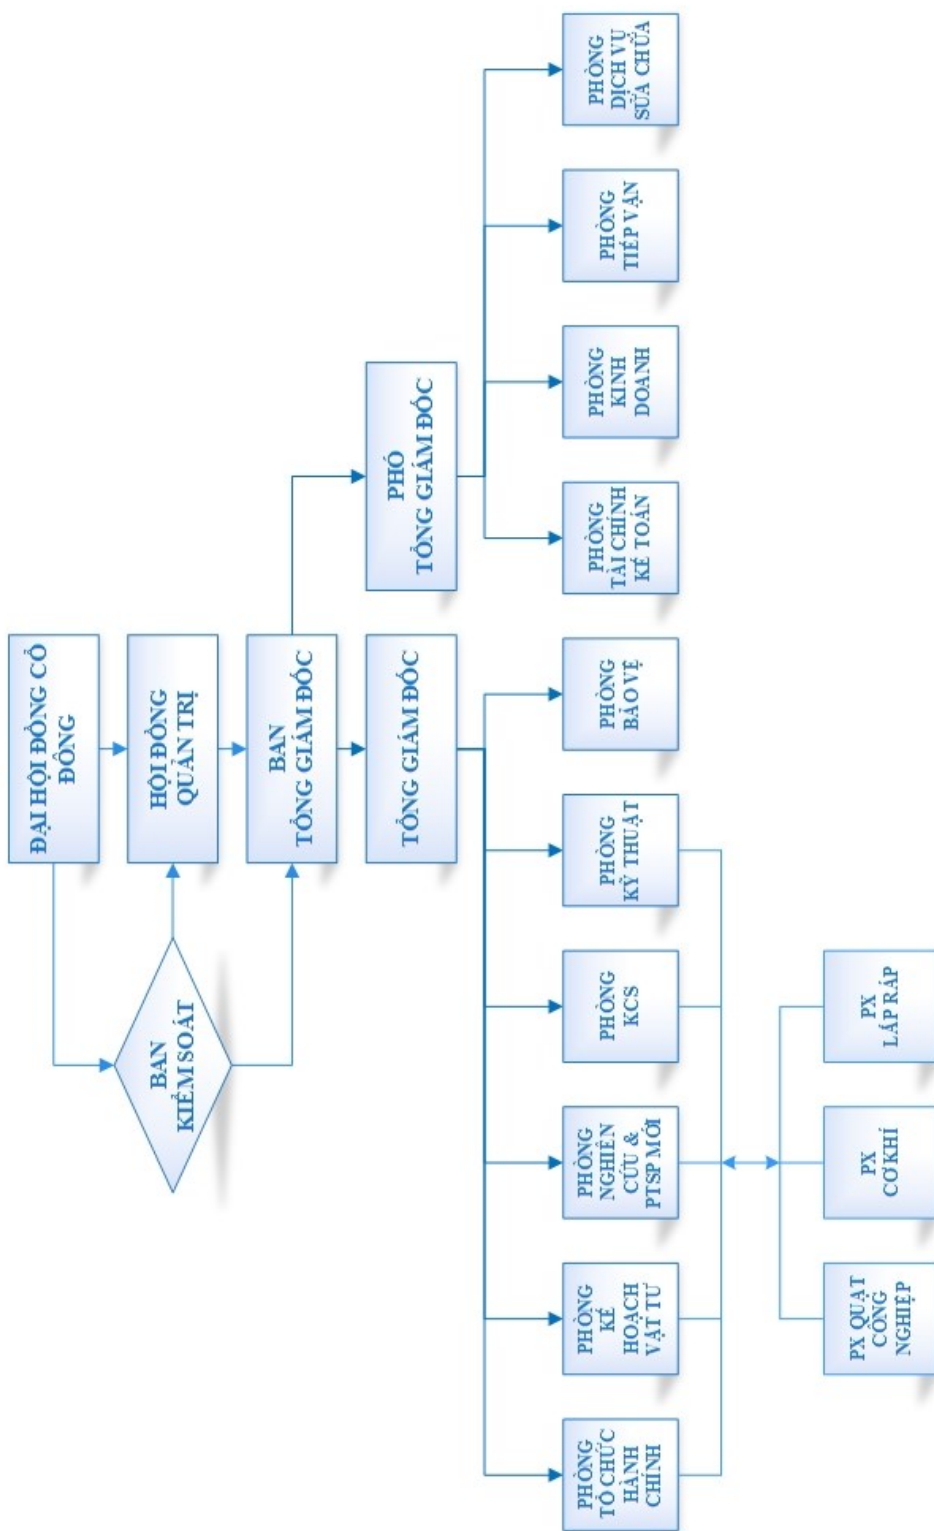 ĐẠI HỘI ĐỒNG CỔ
ĐÔNG
HỘI ĐỒNG
QUẢN TRỊ
BAN
KIỂM SOÁT
BAN
TỔNG GIÁM ĐỐC
TỔNG GIÁM ĐỐC
PHÓ
TỔNG GIÁM ĐỐC
PHÒNG
TỔ CHỨC
HÀNH
CHÍNH
PHÒNG
KẾ
HOẠCH
VẬT TƯ
PHÒNG
NGHIÊN
CỨU &
PTSP MỚI
PHÒNG
KCS
PHÒNG
KỸ THUẬT
PHÒNG
BẢO VỆ
PHÒNG
TÀI CHÍNH
KẾ TOÁN
PHÒNG
KINH
DOANH
PHÒNG
TIẾP VẬN
PHÒNG
DỊCH VỤ
SỬA CHỮA
PX QUẠT
CÔNG
NGHIỆP
PX
CƠ KHÍ
PX
LẮP RÁP